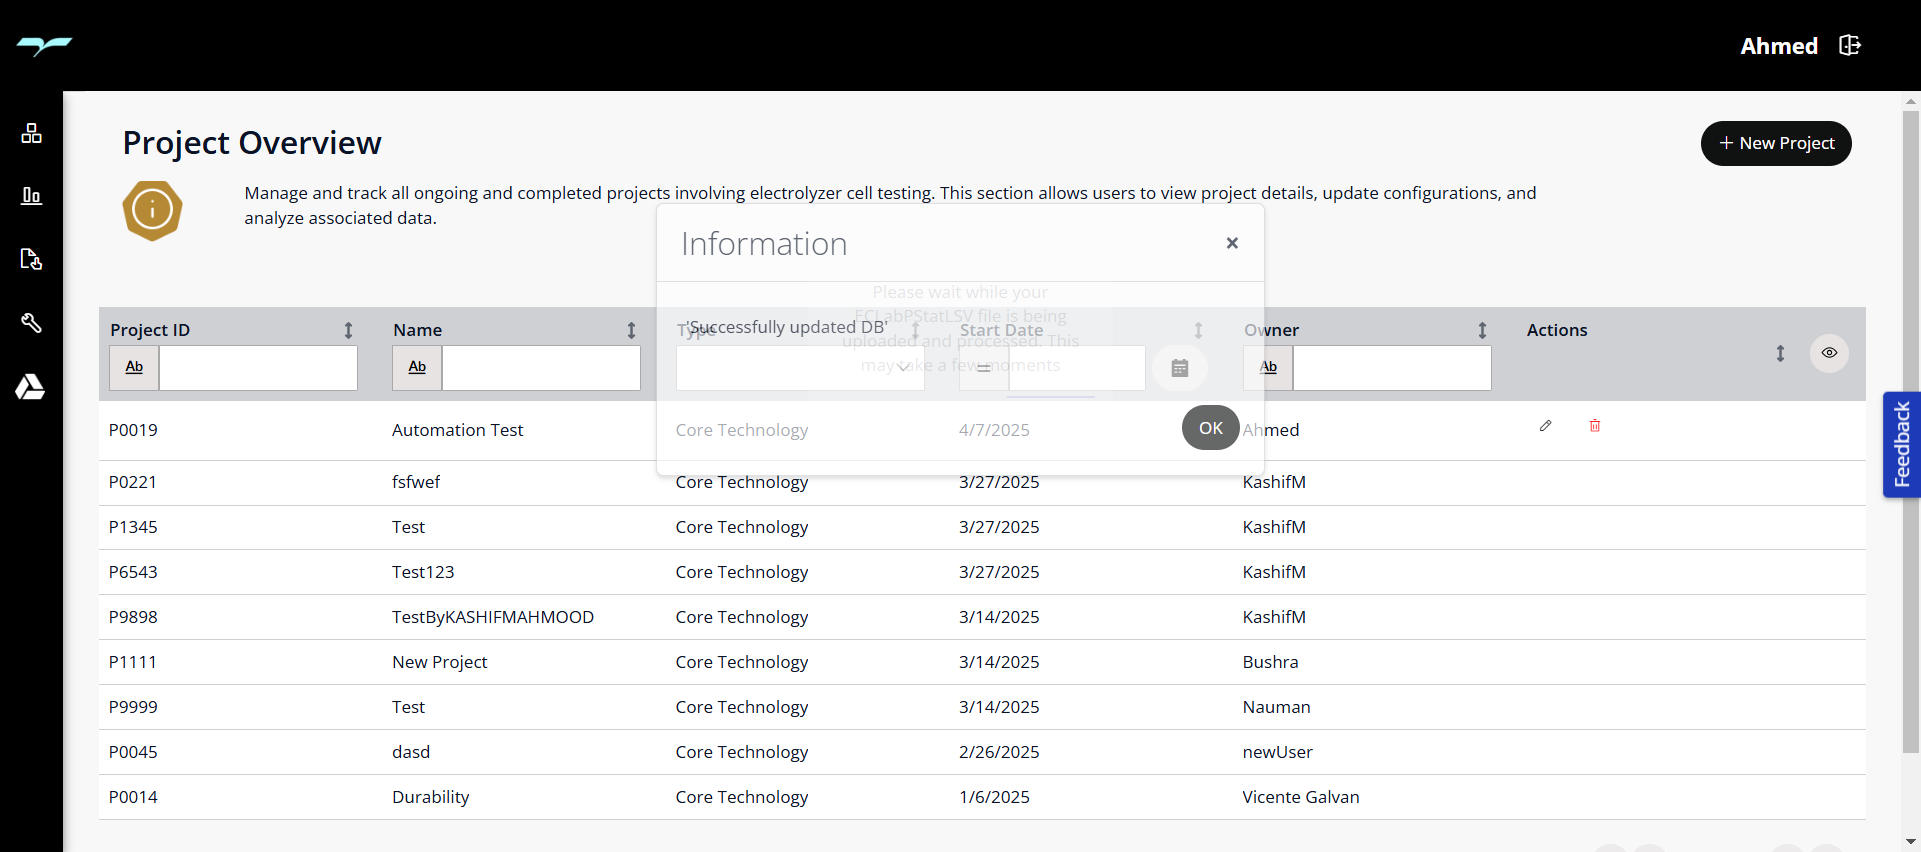 Ahmed
Project Overview
+ New Project
Manage and track all ongoing and completed projects involving electrolyzer cell testing. This section allows users to view project details, update configurations, and
analyze associated data.
Information
×
Please wait while your
ECLabPStatLSV file is being
uploaded and processed. This
may take a few moments
'Successfully updated DB'
OK
Project ID Name Type Start Date Owner Actions
Ab Ab = Ab
P0019 Automation Test Core Technology 4/7/2025 Ahmed
P0221 fsfwef Core Technology 3/27/2025 KashifM
P1345 Test Core Technology 3/27/2025 KashifM
P6543 Test123 Core Technology 3/27/2025 KashifM
P9898 TestByKASHIFMAHMOOD Core Technology 3/14/2025 KashifM
P1111 New Project Core Technology 3/14/2025 Bushra
P9999 Test Core Technology 3/14/2025 Nauman
P0045 dasd Core Technology 2/26/2025 newUser
P0014 Durability Core Technology 1/6/2025 Vicente Galvan
Feedback